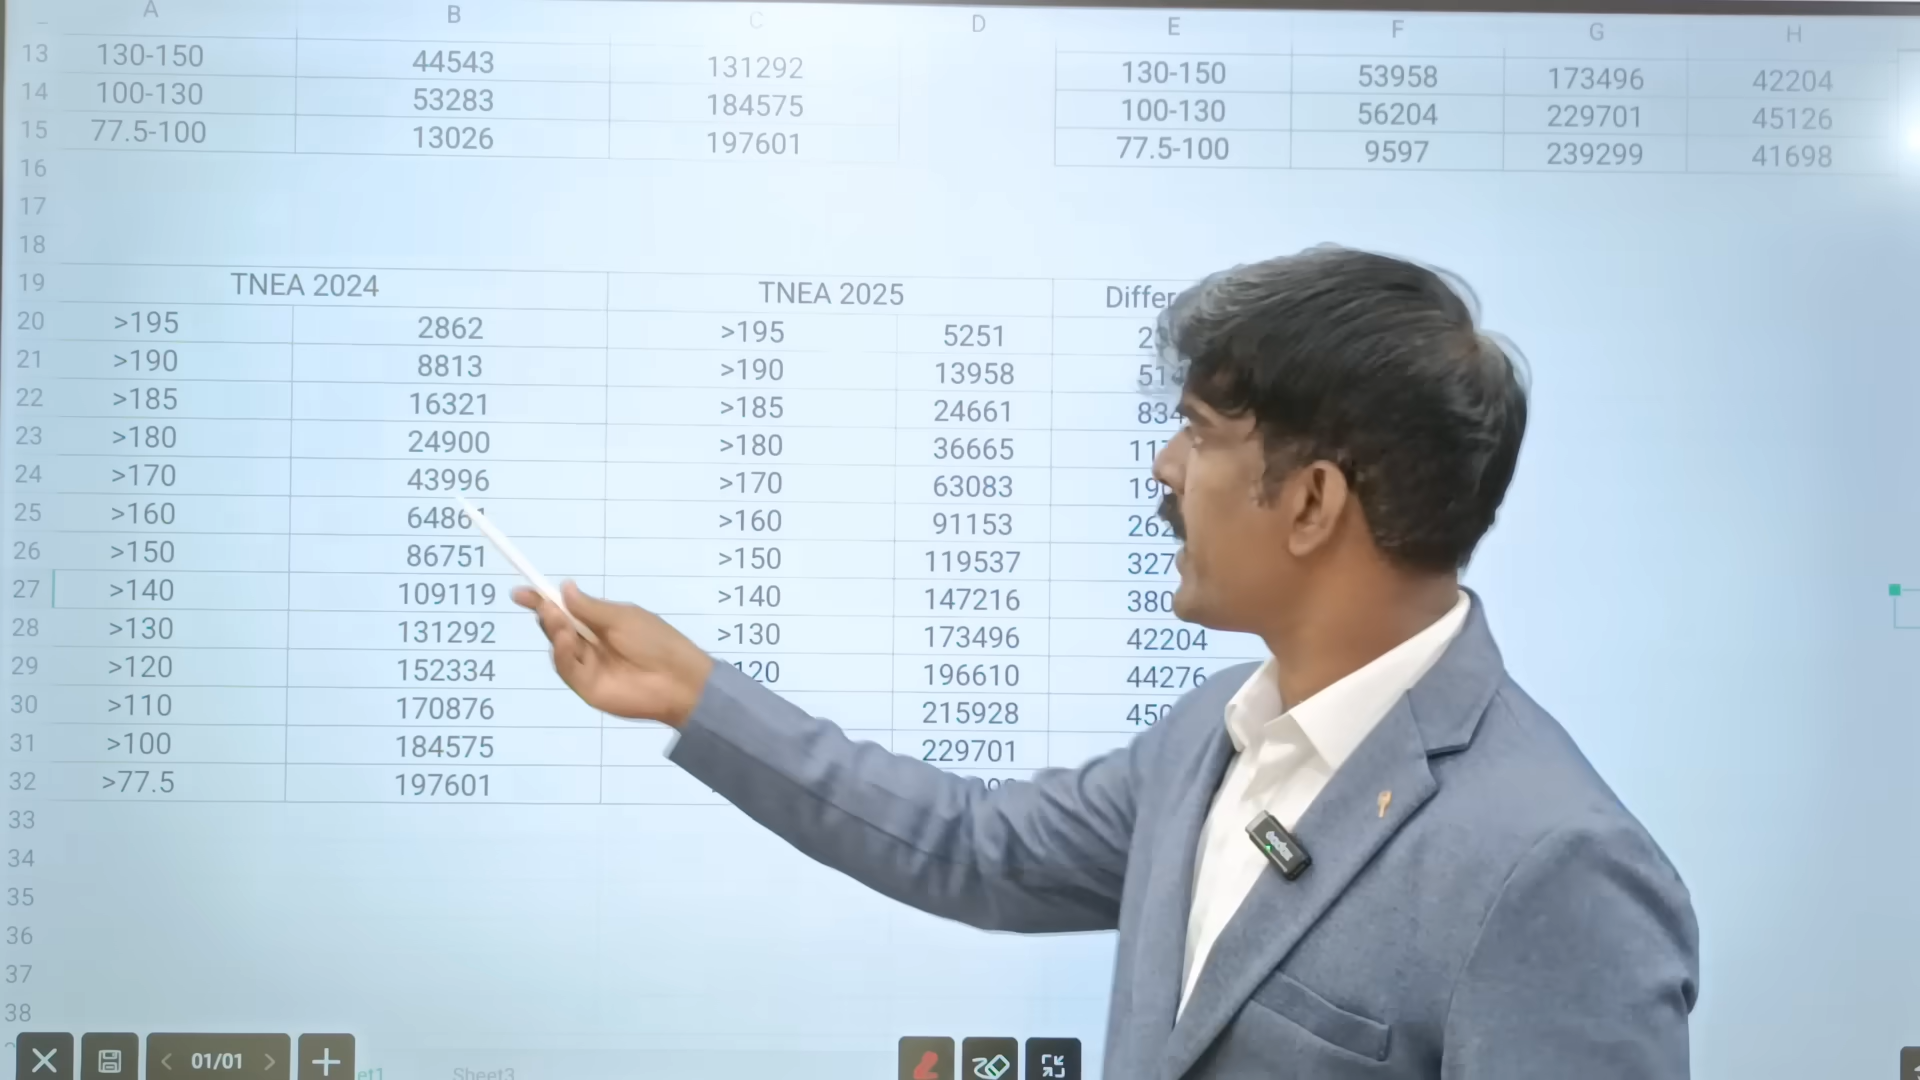 A B C D E F G H
13 130-150 44543 131292 130-150 53958 173496 42204
14 100-130 53283 184575 100-130 56204 229701 45126
15 77.5-100 13026 197601 77.5-100 9597 239299 41698
16
17
18
19 TNEA 2024 TNEA 2025
20 >195 2862 >195 5251
21 >190 8813 >190 13958
22 >185 16321 >185 24661
23 >180 24900 >180 36665
24 >170 43996 >170 63083
25 >160 64861 >160 91153
26 >150 86751 >150 119537
27 >140 109119 >140 147216
28 >130 131292 >130 173496 42204
29 >120 152334 120 196610 44276
30 >110 170876 215928
31 >100 184575 229701
32 >77.5 197601
33
34
35
36
37
38
01/01
Sheet3